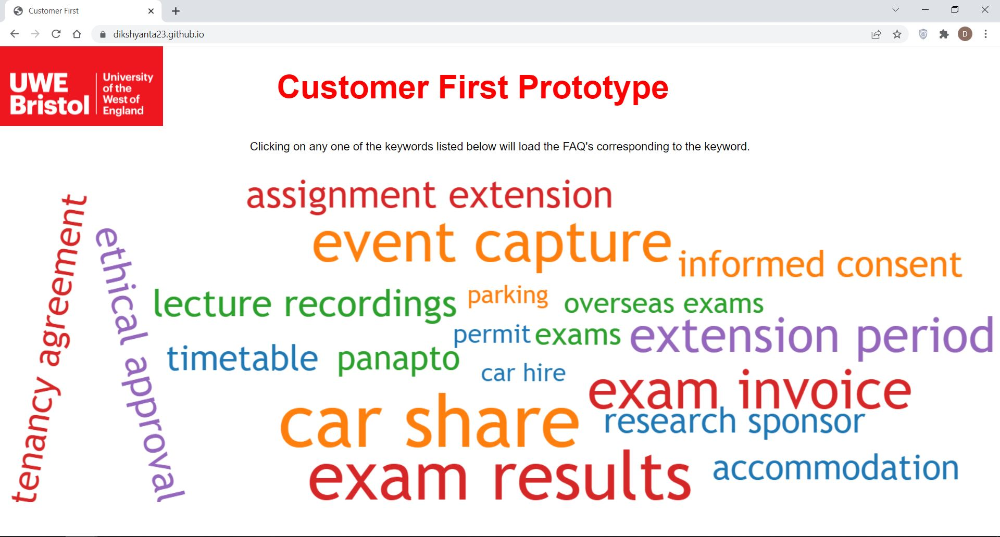 Customer First
dikshyanta23.github.io
D
UWE
Bristol
University
of the
West of
England
Customer First Prototype
Clicking on any one of the keywords listed below will load the FAQ's corresponding to the keyword.
assignment extension
event capture
informed consent
tenancy agreement
ethical approval
lecture recordings
parking
overseas exams
permit
exams
extension period
timetable
panapto
car hire
exam invoice
car share
research sponsor
exam results
accommodation